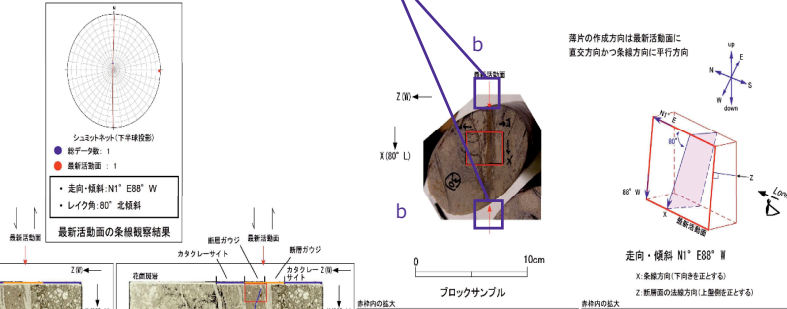 N
シュミットネット(下半球投影)
総データ数: 1
最新活動面 : 1
• 走向・傾斜:N1° E88° W
• レイク角:80° 北傾斜
最新活動面の条線観察結果
最新活動面
Z(W)
断層ガウジ
カタクレーサイト
花崗斑岩
最新活動面
断層ガウジ
カタクレーサイト
Z(W)
b
最新活動面
Z(W)
X(80° L)
b
0
10cm
ブロックサンプル
赤枠内の拡大
薄片の作成方向は最新活動面に
直交方向かつ条線方向に平行方向
up
E
N
S
W
down
N1° E
80°
88° W
Z
X
最新活動面
走向・傾斜 N1° E88° W
X:条線方向(下向きを正とする)
Z:断層面の法線方向(上盤側を正とする)
赤枠内の拡大